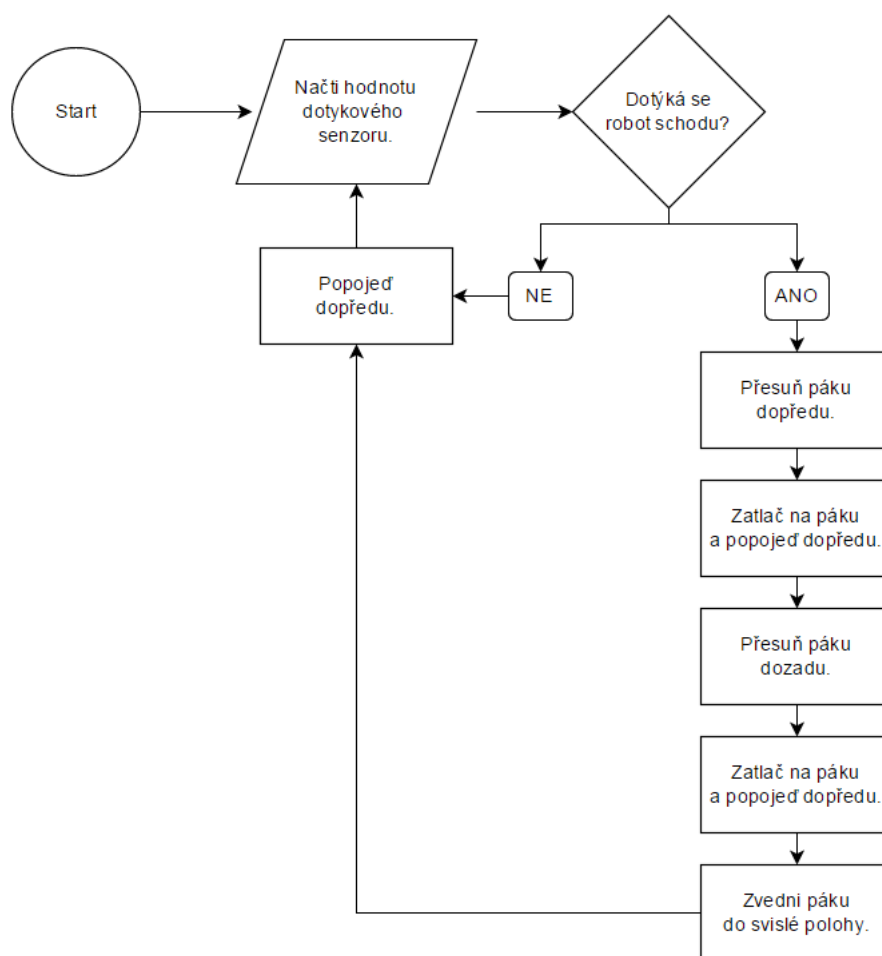 Start
Načti hodnotu
dotykového
senzoru.
Dotýká se
robot schodu?
Popojeď
dopředu.
NE
ANO
Přesuň páku
dopředu.
Zatlač na páku
a popojeď dopředu.
Přesuň páku
dozadu.
Zatlač na páku
a popojeď dopředu.
Zvedni páku
do svislé polohy.